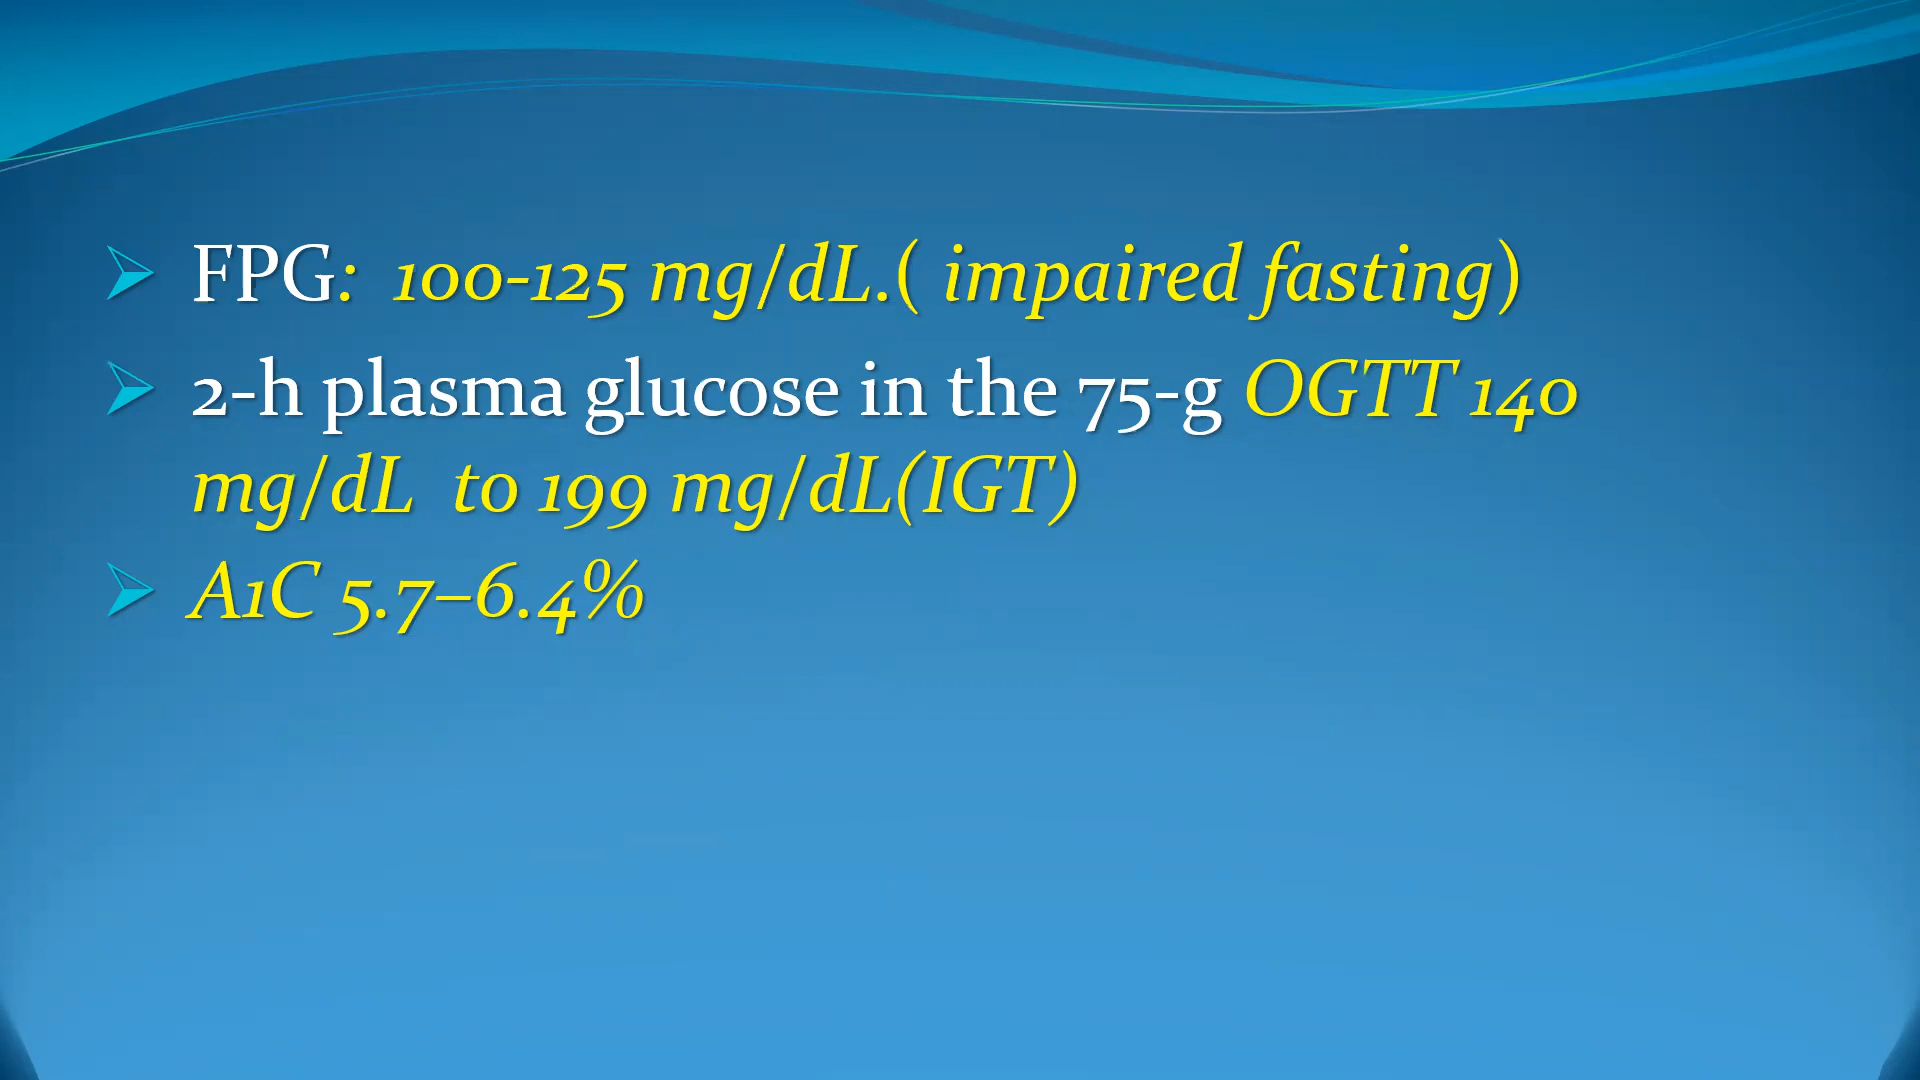 FPG: 100-125 mg/dL.( impaired fasting)
2-h plasma glucose in the 75-g OGTT 140
mg/dL to 199 mg/dL(IGT)
A1C 5.7–6.4%